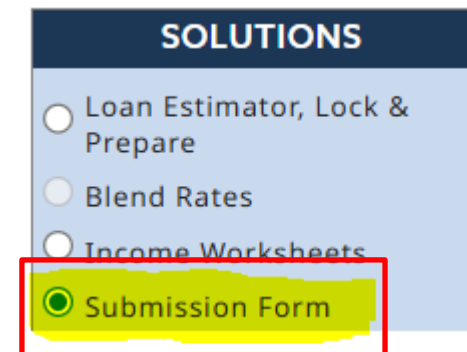 SOLUTIONS
Loan Estimator, Lock &
Prepare
Blend Rates
Income Worksheets
Submission Form